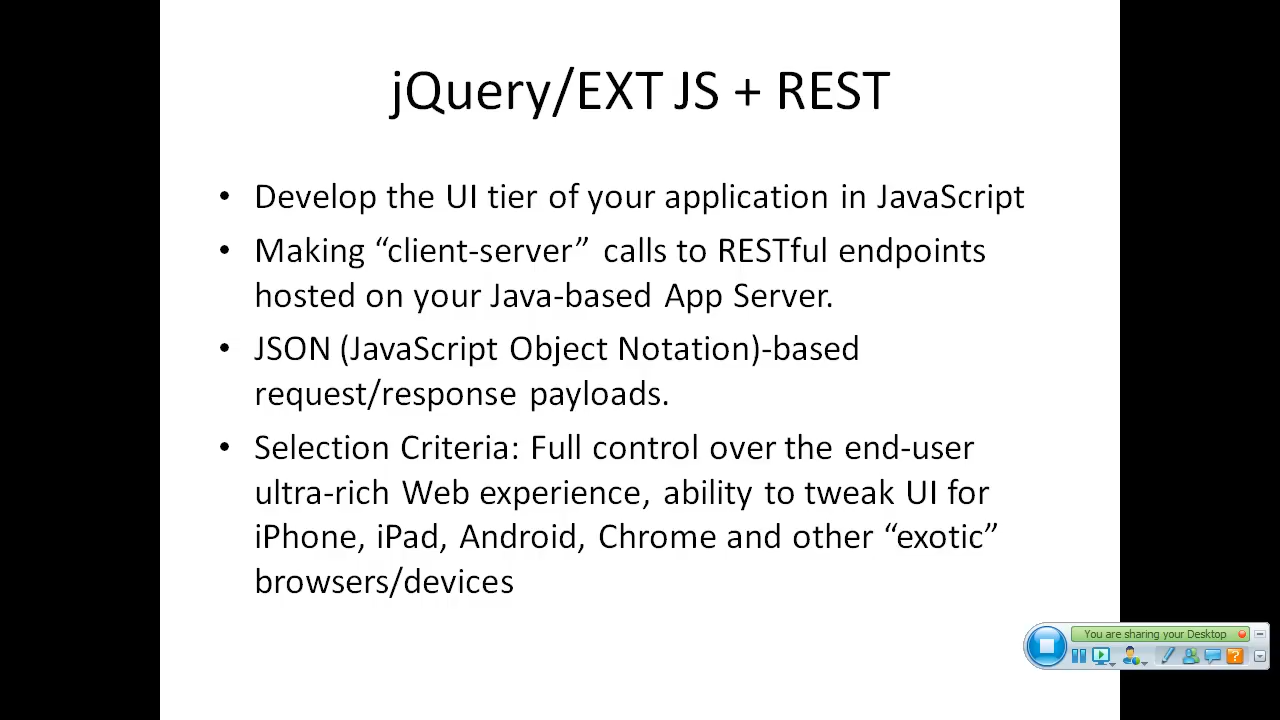 jQuery/EXT JS + REST
• Develop the UI tier of your application in JavaScript
• Making “client-server” calls to RESTful endpoints
hosted on your Java-based App Server.
• JSON (JavaScript Object Notation)-based
request/response payloads.
• Selection Criteria: Full control over the end-user
ultra-rich Web experience, ability to tweak UI for
iPhone, iPad, Android, Chrome and other “exotic”
browsers/devices
You are sharing your Desktop